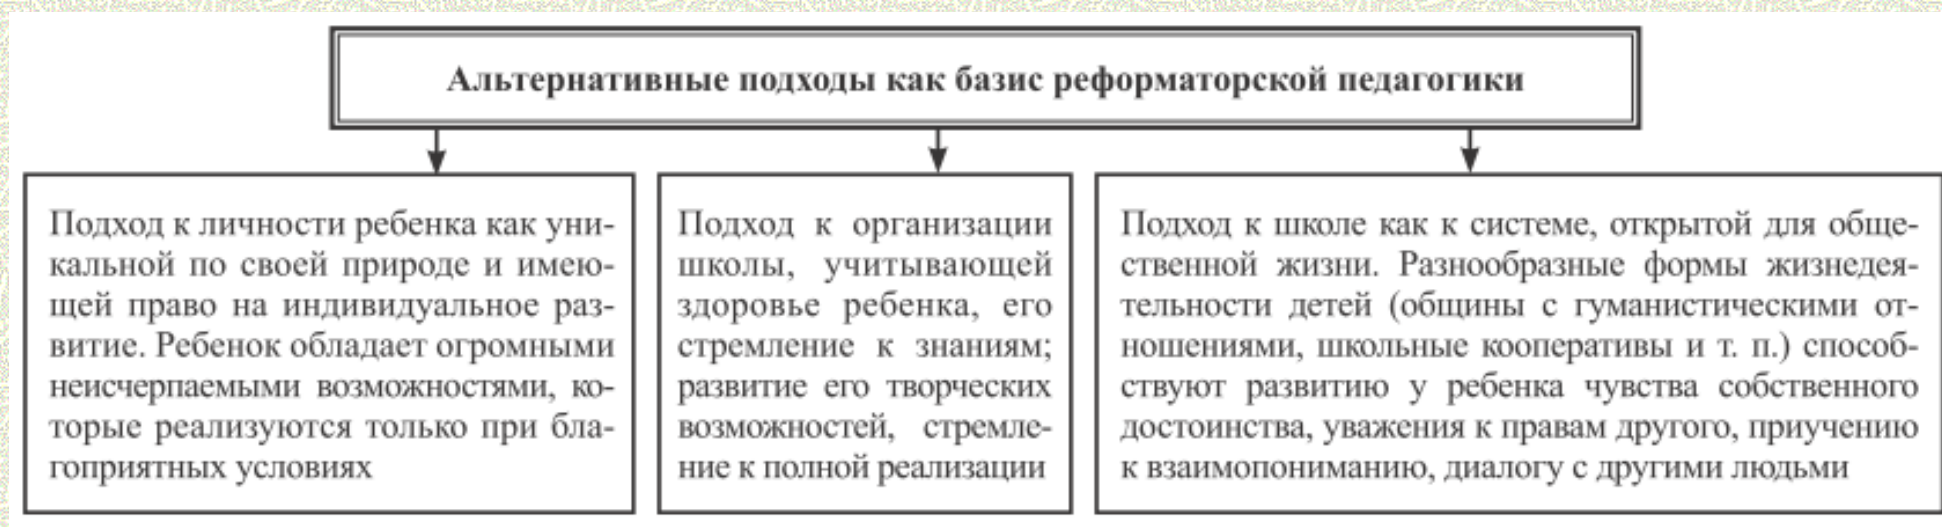 Альтернативные подходы как базис реформаторской педагогики
Подход к личности ребенка как уни-
кальной по своей природе и имею-
щей право на индивидуальное раз-
витие. Ребенок обладает огромными
неисчерпаемыми возможностями, ко-
торые реализуются только при бла-
гоприятных условиях
Подход к организации
школы, учитывающей
здоровье ребенка, его
стремление к знаниям;
развитие его творческих
возможностей, стремле-
ние к полной реализации
Подход к школе как к системе, открытой для обще-
ственной жизни. Разнообразные формы жизнедея-
тельности детей (общины с гуманистическими от-
ношениями, школьные кооперативы и т. п.) способ-
ствуют развитию у ребенка чувства собственного
достоинства, уважения к правам другого, приучению
к взаимопониманию, диалогу с другими людьми